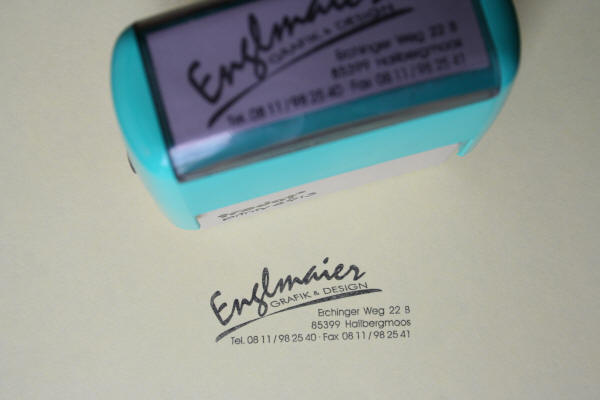 Englmaier
GRAFIK & DESIGN
Erchinger Weg 22 B
85399 Hallbergmoos
Tel. 08 11/98 25 40 · Fax 08 11/98 25 41
Englmaier
GRAFIK & DESIGN
Erchinger Weg 22 B
85399 Hallbergmoos
Tel. 08 11/98 25 40 · Fax 08 11/98 25 41